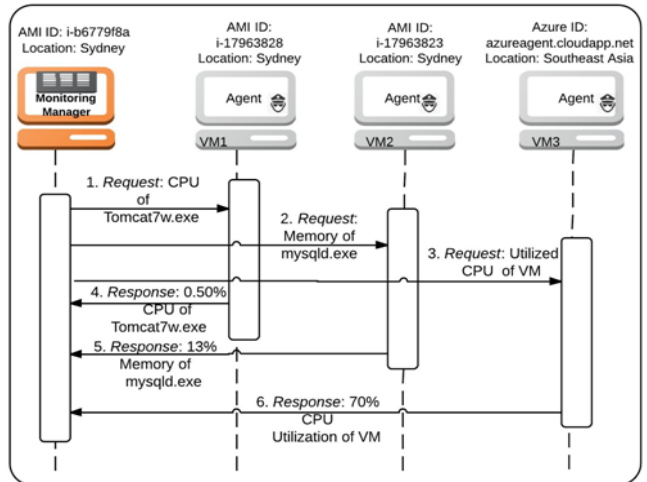 AMI ID: i-b6779f8a
Location: Sydney
Monitoring
Manager
AMI ID:
i-17963828
Location: Sydney
Agent
VM1
AMI ID:
i-17963823
Location: Sydney
Agent
VM2
Azure ID:
azureagent.cloudapp.net
Location: Southeast Asia
Agent
VM3
1. Request: CPU
of
Tomcat7w.exe
2. Request:
Memory of
mysqld.exe
3. Request: Utilized
CPU of VM
4. Response: 0.50%
CPU of
Tomcat7w.exe
5. Response: 13%
Memory of
mysqld.exe
6. Response: 70%
CPU
Utilization of VM